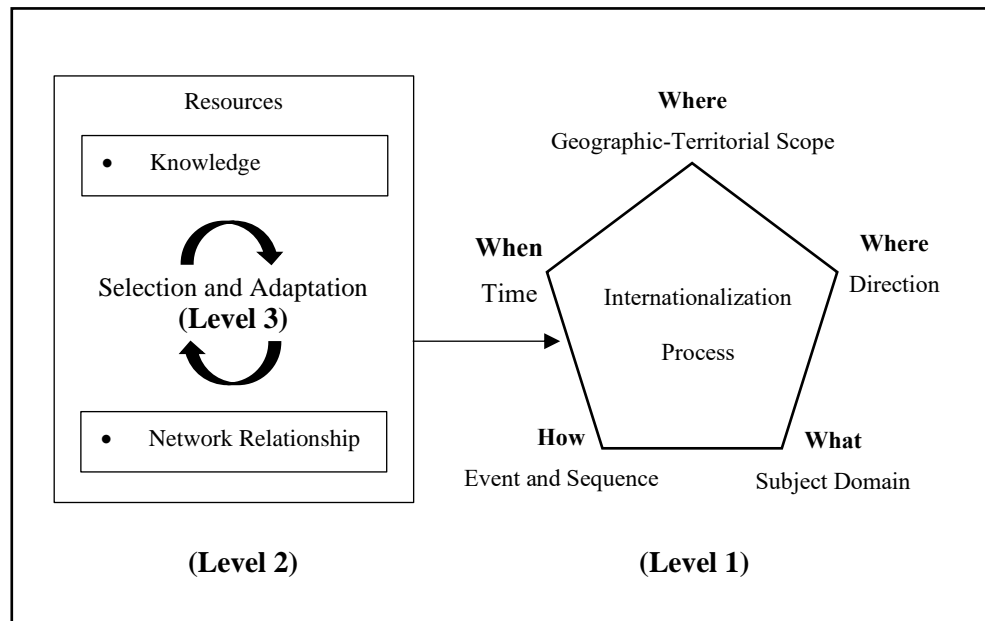 Resources
• Knowledge
Selection and Adaptation
(Level 3)
• Network Relationship
(Level 2)
Where
Geographic-Territorial Scope
When
Time
Where
Direction
Internationalization
Process
How
Event and Sequence
What
Subject Domain
(Level 1)